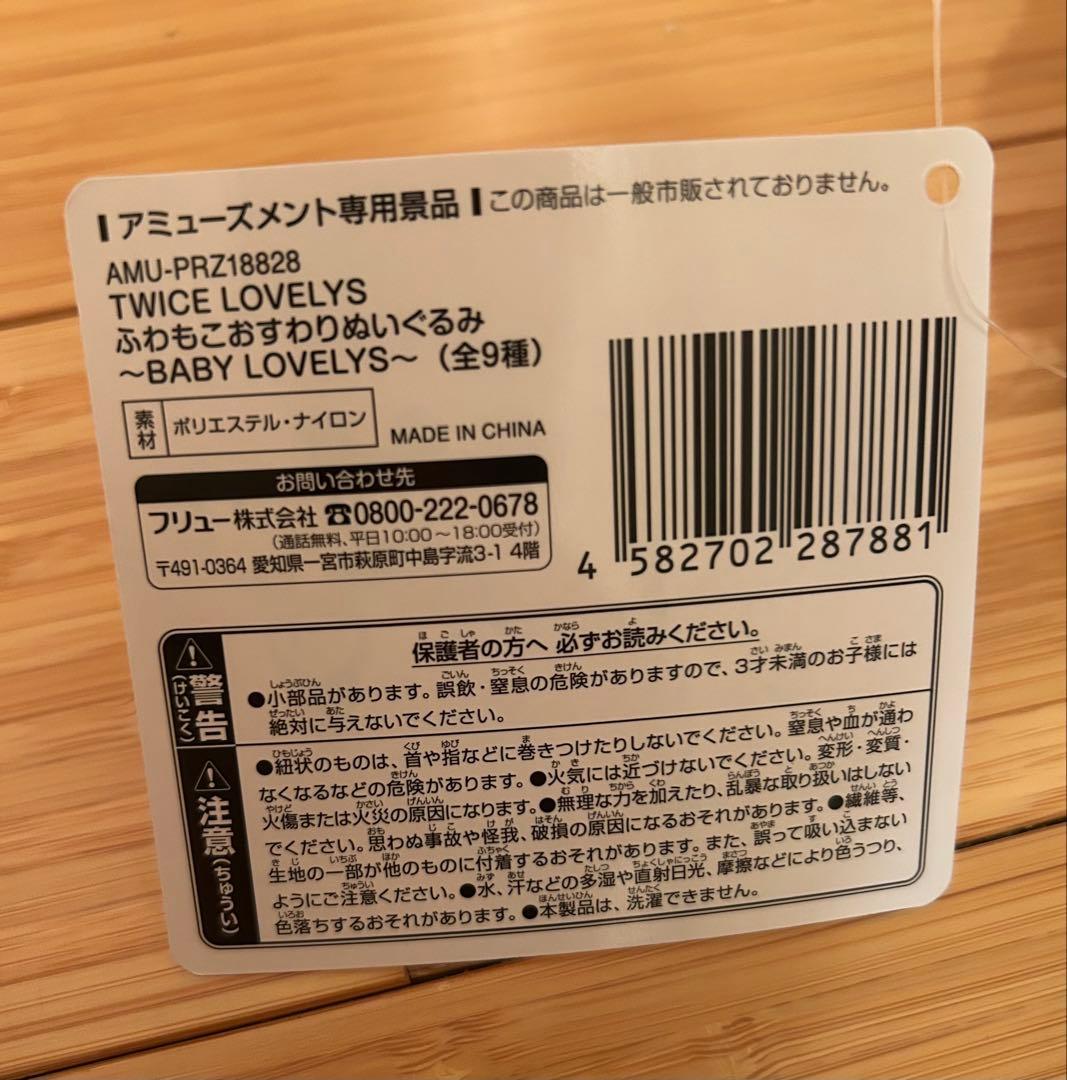 アミューズメント専用景品 この商品は一般市販されておりません。
AMU-PRZ18828
TWICE LOVELYS
ふわもこおすわりぬいぐるみ
~BABY LOVELYS~（全9種）
素材 ポリエステル・ナイロン
MADE IN CHINA
お問い合わせ先
フリュー株式会社 ☎0800-222-0678
（通話無料、平日10:00~18:00受付）
〒491-0364 愛知県一宮市萩原町中島字流3-1 4階
4 582702 287881
警告（けいこく）
保護者の方へ 必ずお読みください。
●小部品があります。誤飲・窒息の危険がありますので、3才未満のお子様には
絶対に与えないでください。
注意（ちゅうい）
●紐状のものは、首や指などに巻きつけたりしないでください。窒息や血が通わ
なくなるなどの危険があります。●火気には近づけないでください。変形・変質・
火傷または火災の原因になります。●無理な力を加えたり、乱暴な取り扱いはしない
でください。思わぬ事故や怪我、破損の原因になるおそれがあります。●繊維等、
生地の一部が他のものに付着するおそれがあります。また、誤って吸い込まない
ようにご注意ください。●水、汗などの多湿や直射日光、摩擦などにより色うつり、
色落ちするおそれがあります。●本製品は、洗濯できません。